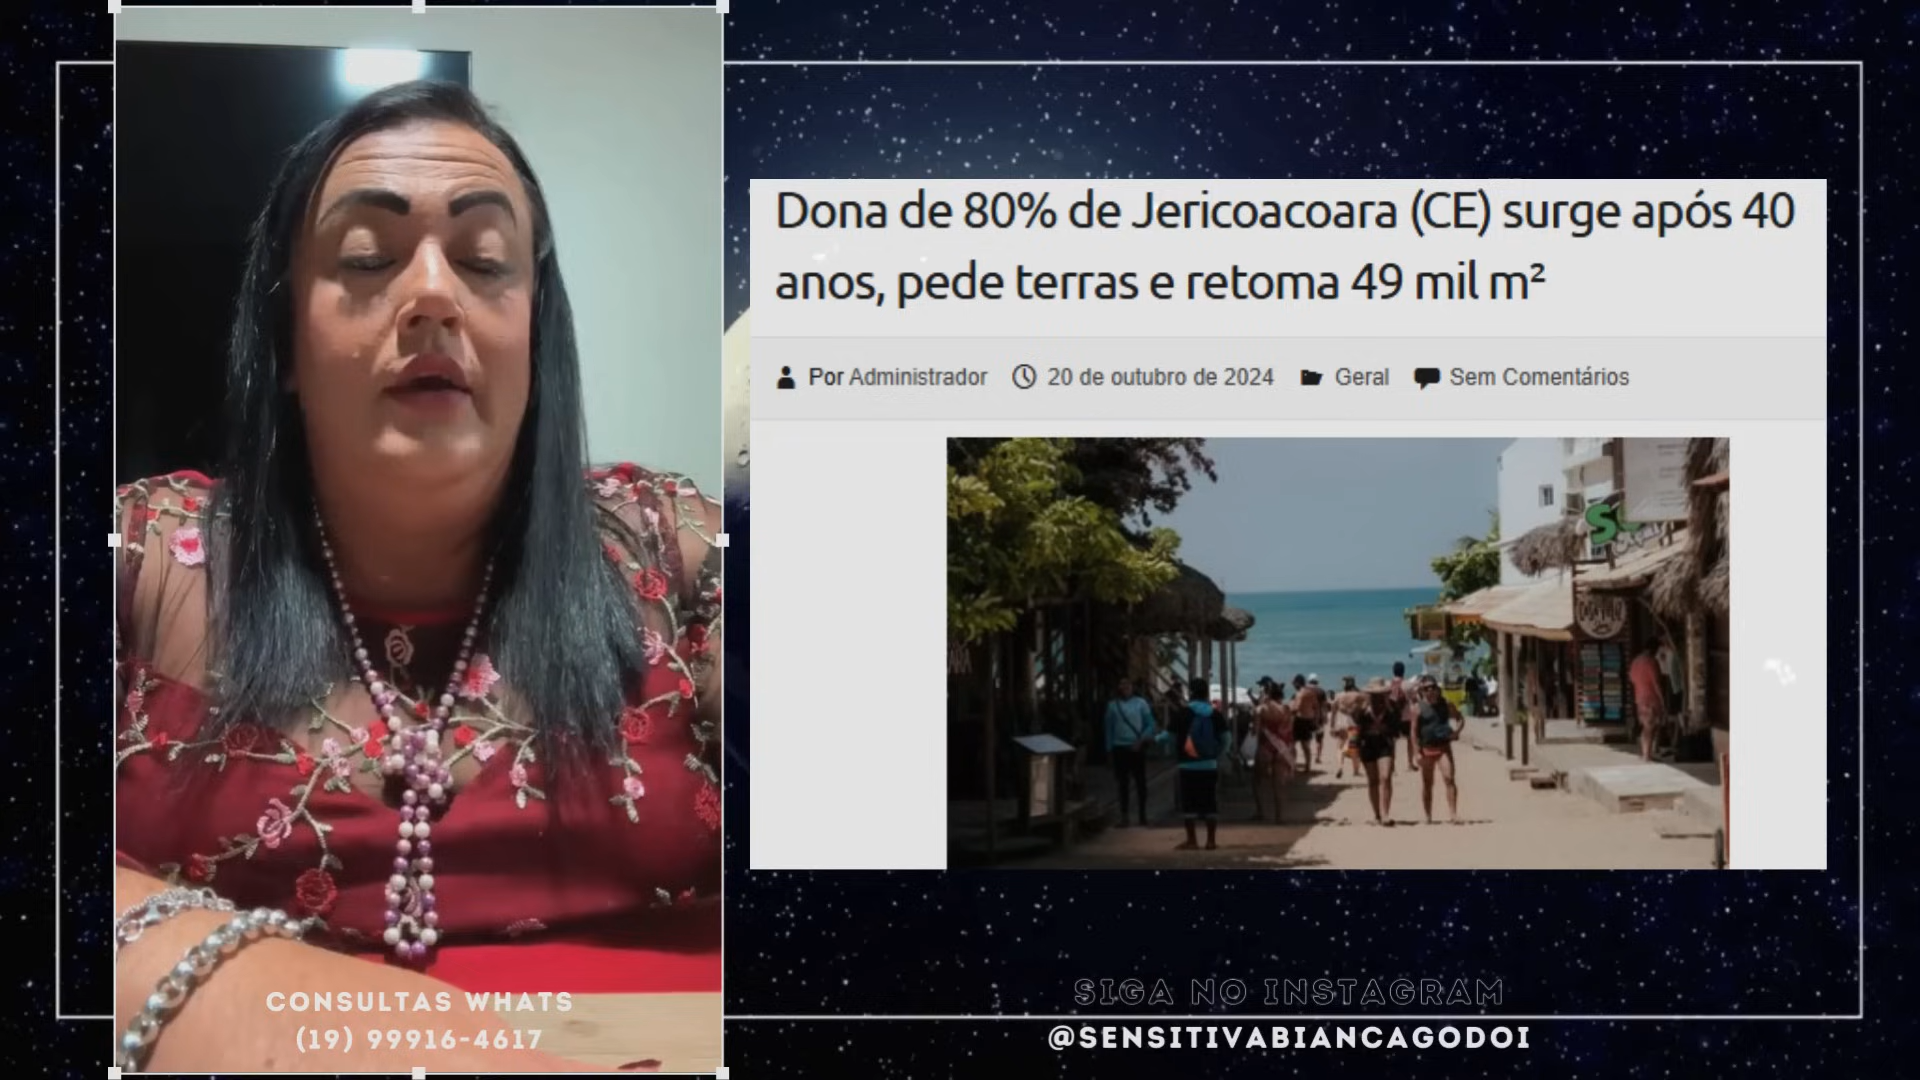 Dona de 80% de Jericoacoara (CE) surge após 40
anos, pede terras e retoma 49 mil m²
Por Administrador 20 de outubro de 2024 Geral Sem Comentários
CONSULTAS WHATS
(19) 99916-4617
SIGA NO INSTAGRAM
@SENSITIVABIANCAGODOI